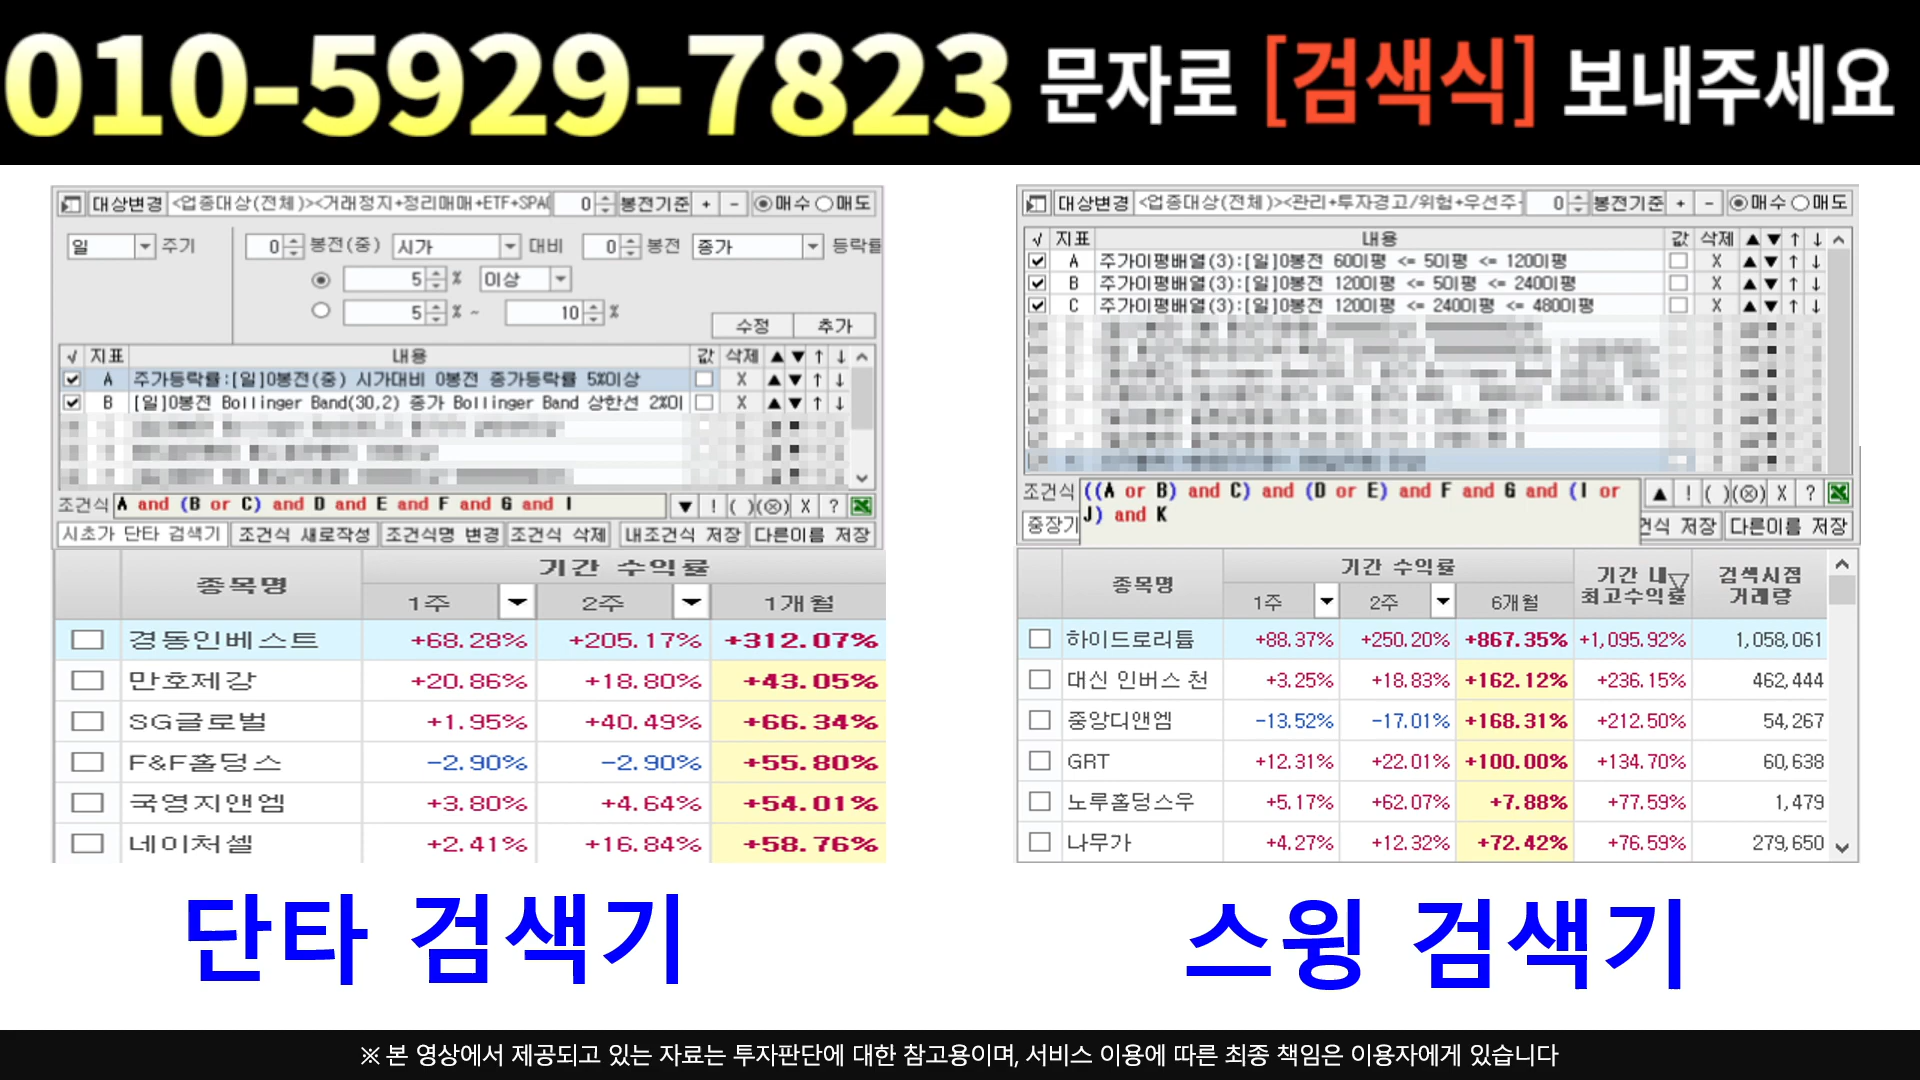 010-5929-7823 문자로 [검색식] 보내주세요
대상변경 <업종대상(전체)><거래정지+정리매매+ETF+SPA 0 봉전기준 + - 매수 매도
일 주기 0 봉전(중) 시가 대비 0 봉전 종가 등락률
5 % 이상
5 % ~ 10 %
수정 추가
√ 지표 내용 값 삭제 ▲ ▼ ↑ ↓
A 주가등락률:[일]0봉전(중) 시가대비 0봉전 종가등락률 5%이상 X ▲ ▼ ↑ ↓
B [일]0봉전 Bollinger Band(30,2) 종가 Bollinger Band 상한선 2%이 X ▲ ▼ ↑ ↓
조건식 A and (B or C) and D and E and F and G and I ▼ ! ( )(⊗) X ?
시초가 단타 검색기 조건식 새로작성 조건식명 변경 조건식 삭제 내조건식 저장 다른이름 저장
종목명 기간 수익률
1주 2주 1개월
경동인베스트 +68.28% +205.17% +312.07%
만호제강 +20.86% +18.80% +43.05%
SG글로벌 +1.95% +40.49% +66.34%
F&F홀딩스 -2.90% -2.90% +55.80%
국영지앤엠 +3.80% +4.64% +54.01%
네이처셀 +2.41% +16.84% +58.76%
단타 검색기
대상변경 <업종대상(전체)><관리+투자경고/위험+우선주+ 0 봉전기준 + - 매수 매도
√ 지표 내용 값 삭제 ▲ ▼ ↑ ↓
A 주가이평배열(3):[일]0봉전 60이평 <= 5이평 <= 120이평 X ▲ ▼ ↑ ↓
B 주가이평배열(3):[일]0봉전 120이평 <= 5이평 <= 240이평 X ▲ ▼ ↑ ↓
C 주가이평배열(3):[일]0봉전 120이평 <= 240이평 <= 480이평 X ▲ ▼ ↑ ↓
조건식 ((A or B) and C) and (D or E) and F and G and (I or ▲ ! ( )(⊗) X ?
J) and K
중장기 건식 저장 다른이름 저장
종목명 기간 수익률 기간 내 최고수익률 검색시점 거래량
1주 2주 6개월
하이드로리튬 +88.37% +250.20% +867.35% +1,095.92% 1,058,061
대신 인버스 천 +3.25% +18.83% +162.12% +236.15% 462,444
중앙디앤엠 -13.52% -17.01% +168.31% +212.50% 54,267
GRT +12.31% +22.01% +100.00% +134.70% 60,638
노루홀딩스우 +5.17% +62.07% +7.88% +77.59% 1,479
나무가 +4.27% +12.32% +72.42% +76.59% 279,650
스윙 검색기
※ 본 영상에서 제공되고 있는 자료는 투자판단에 대한 참고용이며, 서비스 이용에 따른 최종 책임은 이용자에게 있습니다